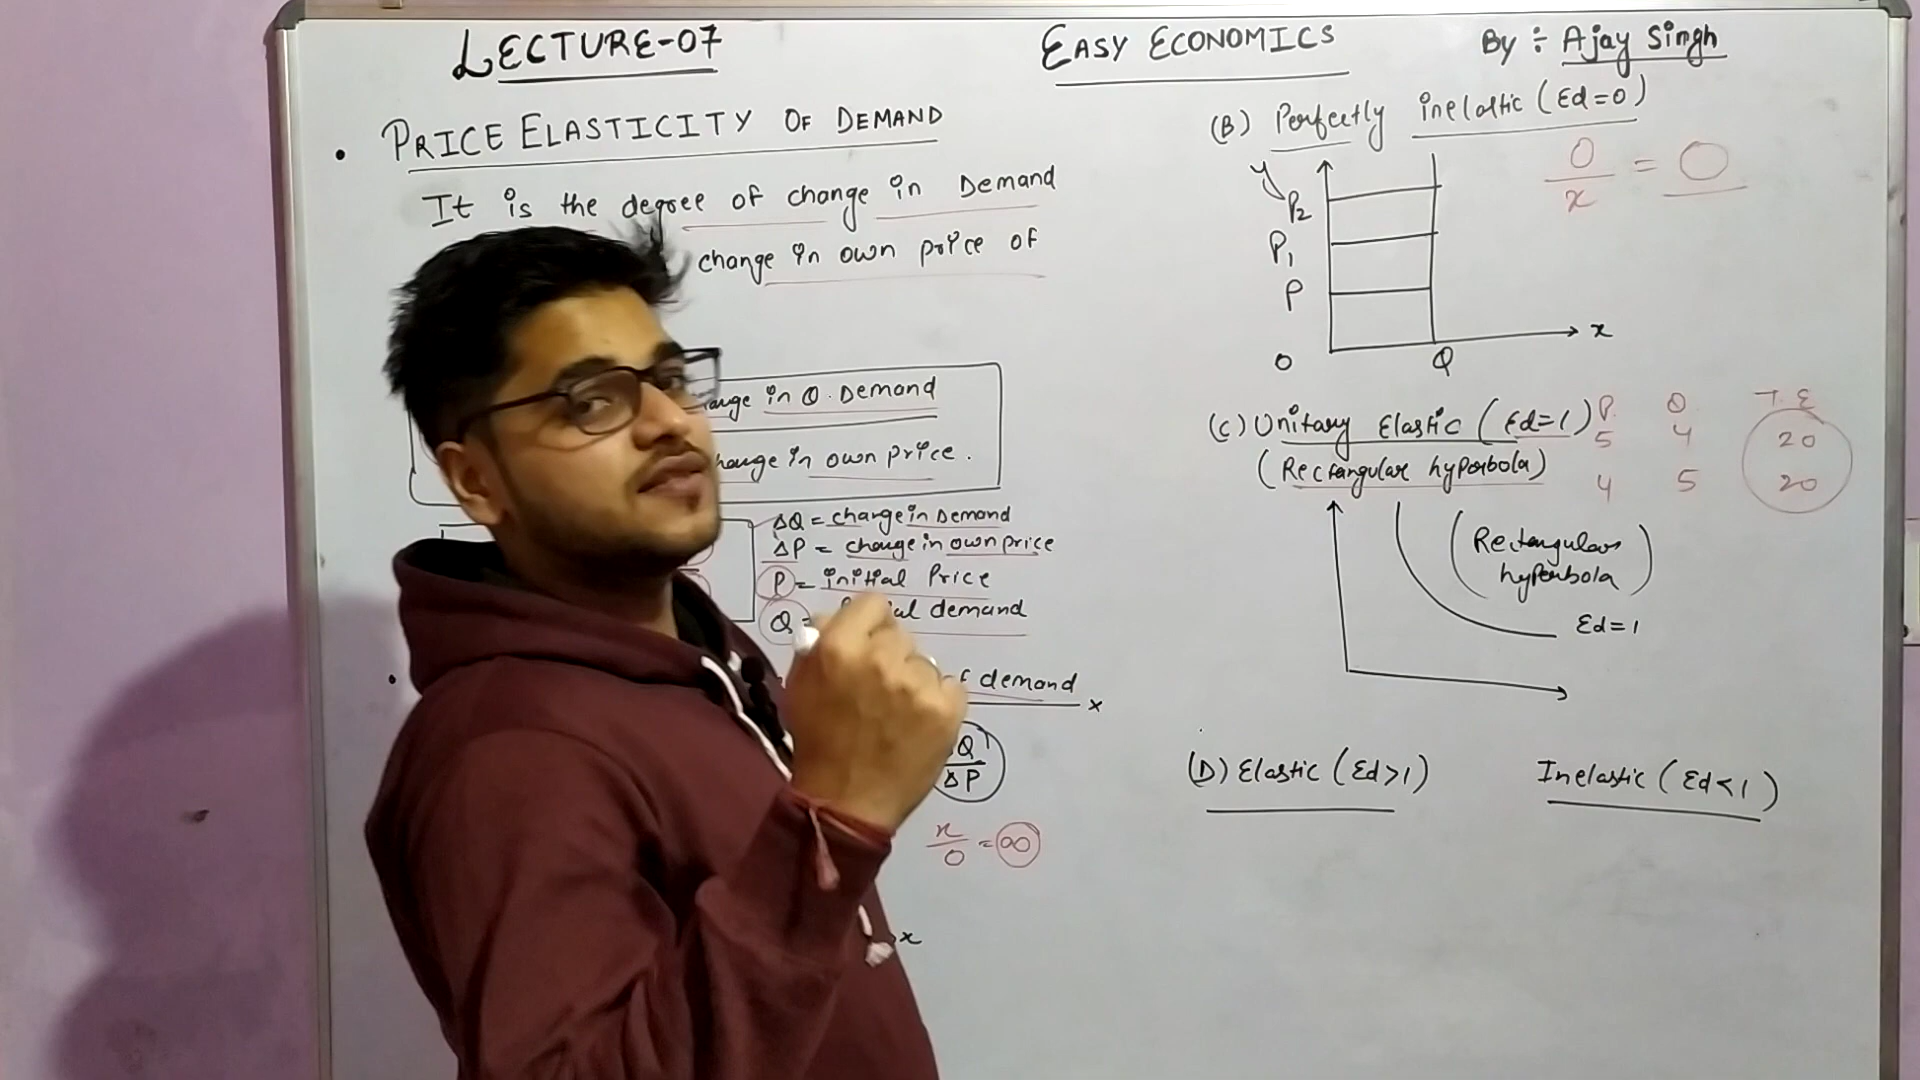 LECTURE-07
EASY ECONOMICS
By ÷ Ajay Singh
• PRICE ELASTICITY OF DEMAND
It is the degree of change in Demand
change in own price of
ange in Q. Demand
hange in own price.
ΔQ = change in Demand
ΔP = change in own price
P = initial Price
Q = ial demand
• f demand
x
Q
ΔP
x/0 = ∞
x
(B) Perfectly inelastic (Ed=0)
0/x = 0
y
P2
P1
P
O
Q
x
(C) Unitary Elastic (Ed=1)
(Rectangular hyperbola)
P. Q T.E
5 4 20
4 5 20
(Rectangular
hyperbola)
Ed=1
(D) Elastic (Ed>1)
Inelastic (Ed<1)